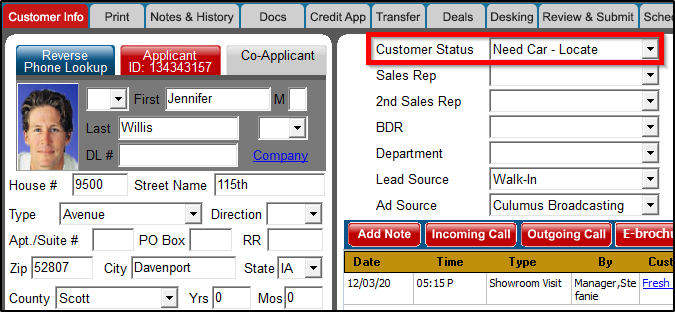 Customer Info Print Notes & History Docs Credit App Transfer Deals Desking Review & Submit
Reverse
Phone Lookup
Applicant
ID: 134343157
Co-Applicant
First Jennifer M
Last Willis
DL #
Company
House # 9500 Street Name 115th
Type Avenue Direction
Apt./Suite # PO Box RR
Zip 52807 City Davenport State IA
County Scott Yrs 0 Mos 0
Customer Status Need Car - Locate
Sales Rep
2nd Sales Rep
BDR
Department
Lead Source Walk-In
Ad Source Culumus Broadcasting
Add Note Incoming Call Outgoing Call E-brochu
Date Time Type By Cust
12/03/20 05:15 P Showroom Visit Manager,Ste Fresh
fanie